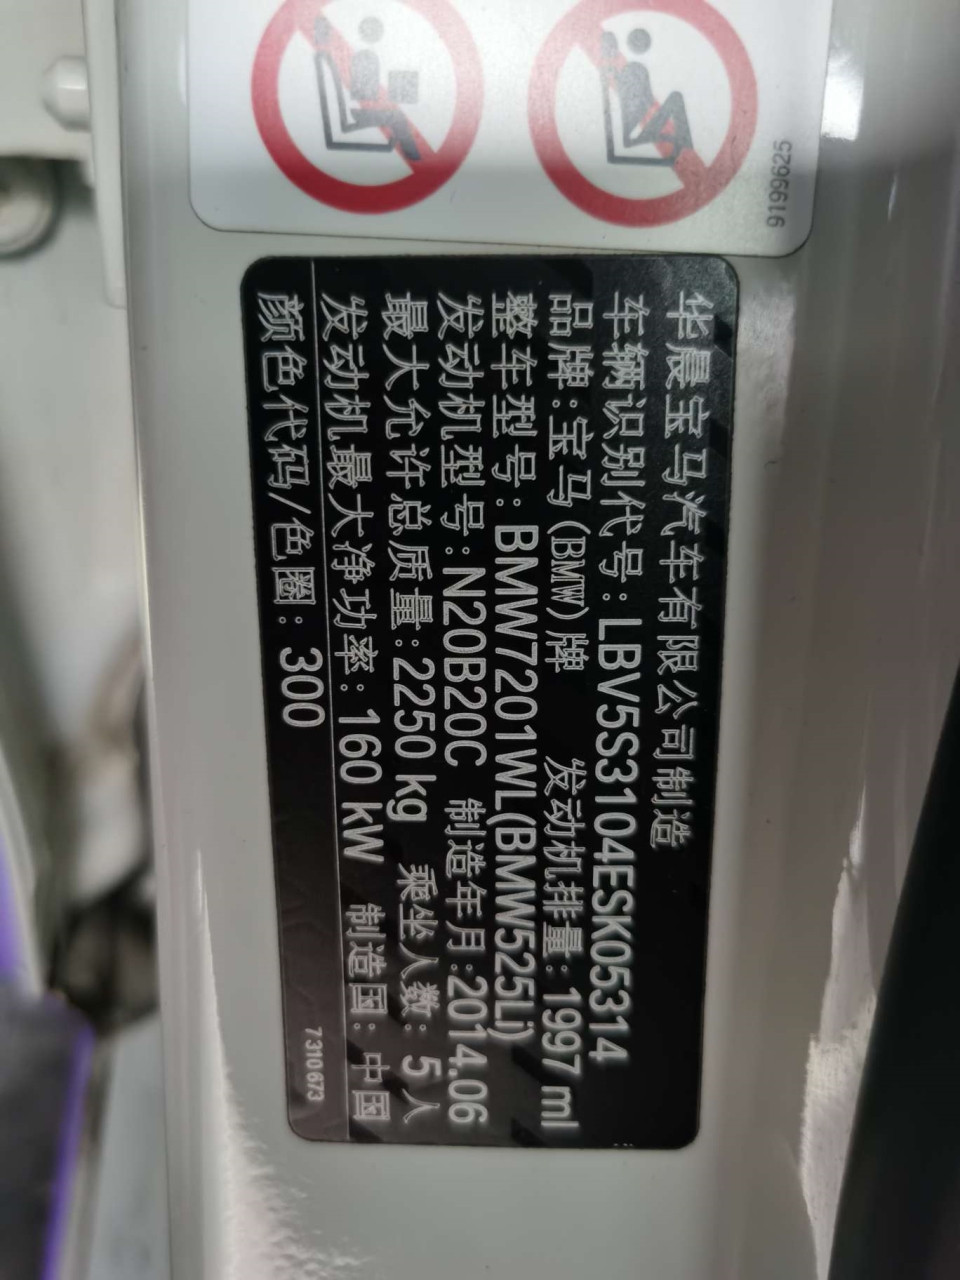 9199625
华晨宝马汽车有限公司制造
车辆识别代号:LBV5S3104ESK05314
品牌:宝马(BMW)牌 发动机排量:1997 ml
整车型号:BMW7201WL(BMW525Li)
发动机型号:N20B20C 制造年月:2014.06
最大允许总质量:2250 kg 乘坐人数:5人
发动机最大净功率:160 kW 制造国:中国
颜色代码/色圈:300
7310673